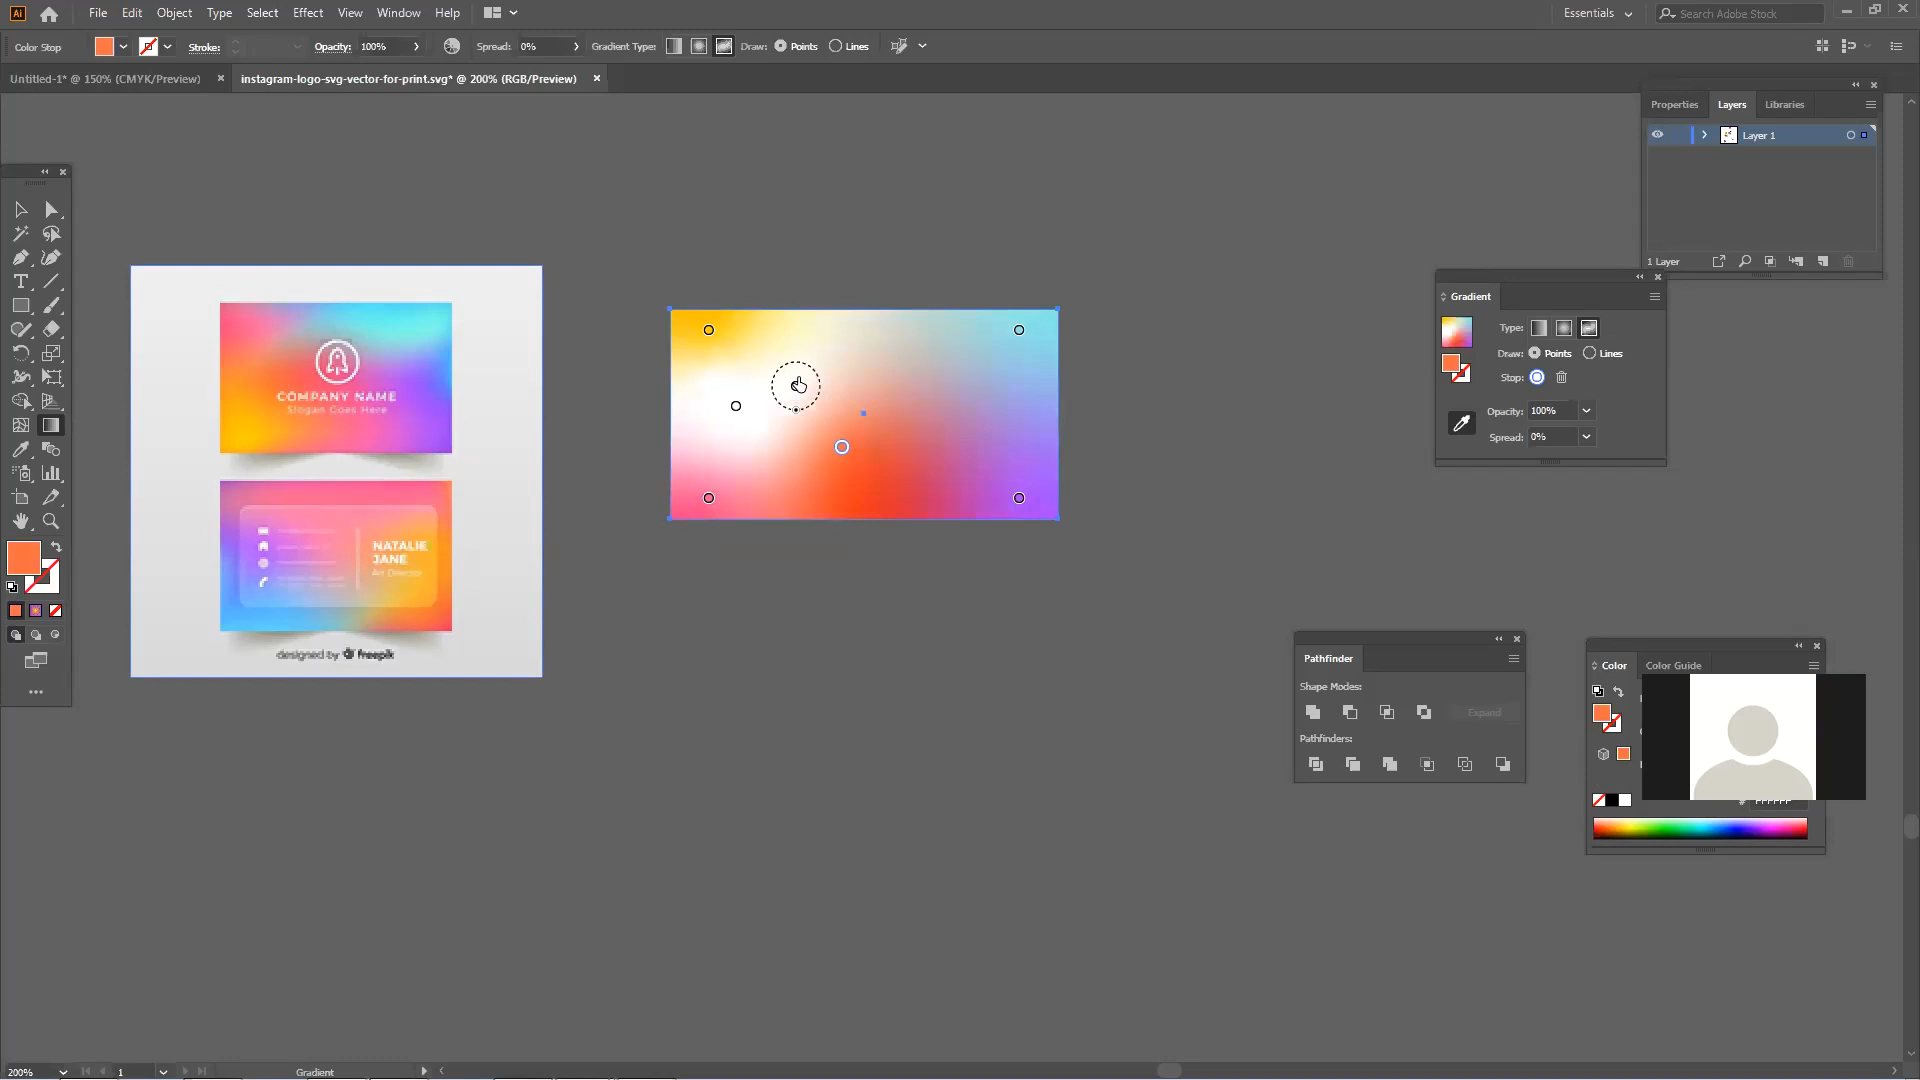 Ai File Edit Object Type Select Effect View Window Help Essentials Search Adobe Stock
Color Stop Stroke: Opacity: 100% Spread: 0% Gradient Type: Draw: Points Lines
Untitled-1* @ 150% (CMYK/Preview) instagram-logo-svg-vector-for-print.svg* @ 200% (RGB/Preview)
Properties Layers Libraries
Layer 1
1 Layer
Gradient
Type:
Draw: Points Lines
Stop:
Opacity: 100%
Spread: 0%
COMPANY NAME
Slogan Goes Here
NATALIE
JANE
Art Director
designed by freepik
Pathfinder
Shape Modes:
Expand
Pathfinders:
Color Color Guide
# FFFFFF
200% 1 Gradient